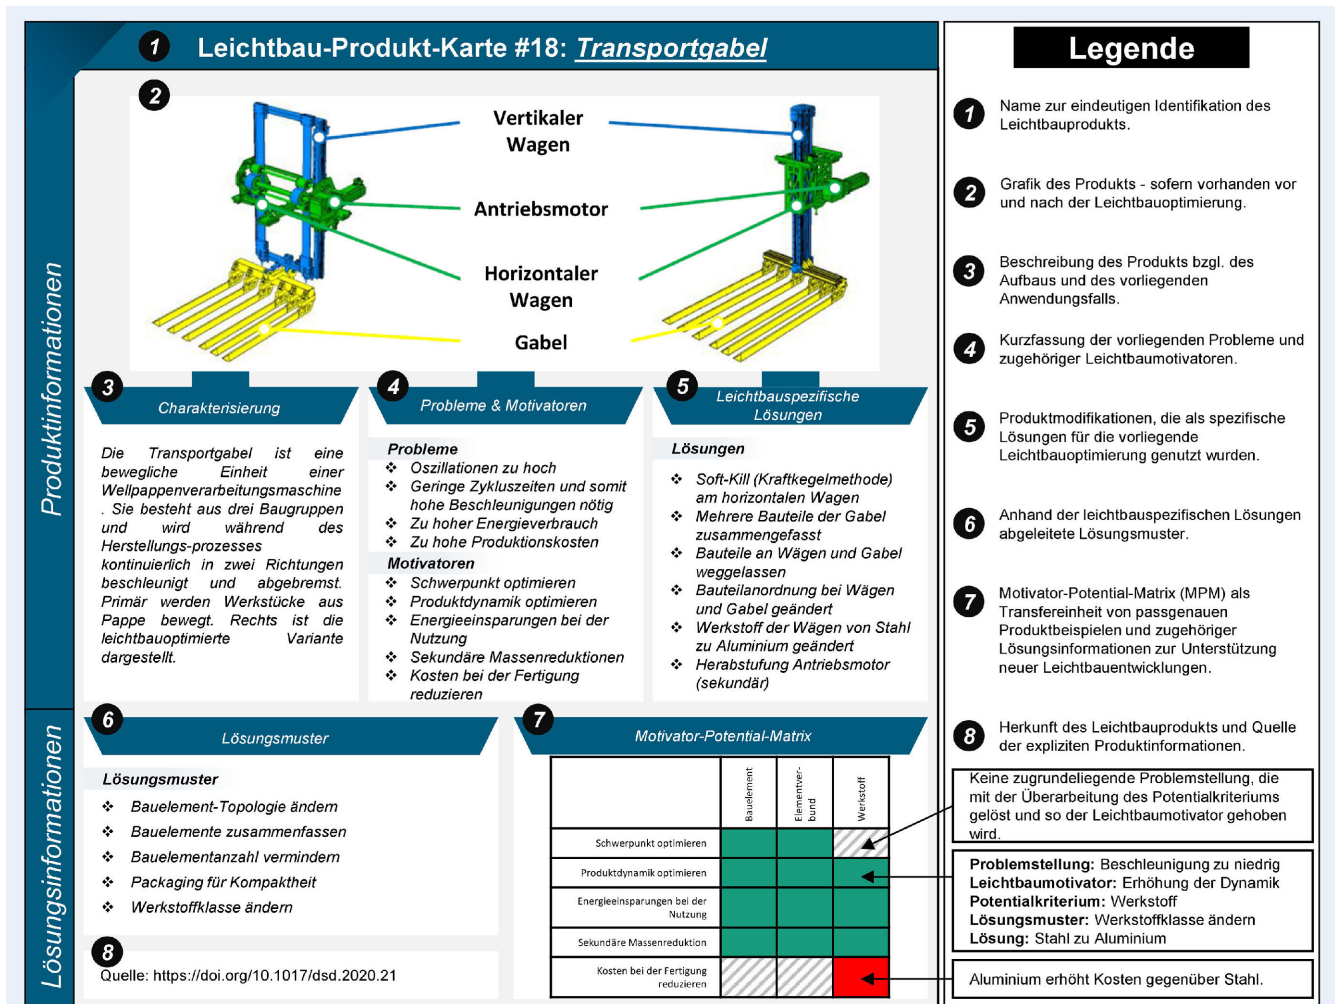 1 Leichtbau-Produkt-Karte #18: Transportgabel
Produktinformationen
2
Vertikaler
Wagen
Antriebsmotor
Horizontaler
Wagen
Gabel
3 Charakterisierung
Die Transportgabel ist eine
bewegliche Einheit einer
Wellpappenverarbeitungsmaschine
. Sie besteht aus drei Baugruppen
und wird während des
Herstellungs-prozesses
kontinuierlich in zwei Richtungen
beschleunigt und abgebremst.
Primär werden Werkstücke aus
Pappe bewegt. Rechts ist die
leichtbauoptimierte Variante
dargestellt.
4 Probleme & Motivatoren
Probleme
❖ Oszillationen zu hoch
❖ Geringe Zykluszeiten und somit
hohe Beschleunigungen nötig
❖ Zu hoher Energieverbrauch
❖ Zu hohe Produktionskosten
Motivatoren
❖ Schwerpunkt optimieren
❖ Produktdynamik optimieren
❖ Energieeinsparungen bei der
Nutzung
❖ Sekundäre Massenreduktionen
❖ Kosten bei der Fertigung
reduzieren
5 Leichtbauspezifische
Lösungen
Lösungen
❖ Soft-Kill (Kraftkegelmethode)
am horizontalen Wagen
❖ Mehrere Bauteile der Gabel
zusammengefasst
❖ Bauteile an Wägen und Gabel
weggelassen
❖ Bauteilanordnung bei Wägen
und Gabel geändert
❖ Werkstoff der Wägen von Stahl
zu Aluminium geändert
❖ Herabstufung Antriebsmotor
(sekundär)
Lösungsinformationen
6 Lösungsmuster
Lösungsmuster
❖ Bauelement-Topologie ändern
❖ Bauelemente zusammenfassen
❖ Bauelementanzahl vermindern
❖ Packaging für Kompaktheit
❖ Werkstoffklasse ändern
7 Motivator-Potential-Matrix
Bauelement
Elementver-
bund
Werkstoff
Schwerpunkt optimieren
Produktdynamik optimieren
Energieeinsparungen bei der
Nutzung
Sekundäre Massenreduktion
Kosten bei der Fertigung
reduzieren
8
Quelle: https://doi.org/10.1017/dsd.2020.21
Legende
1 Name zur eindeutigen Identifikation des
Leichtbauprodukts.
2 Grafik des Produkts - sofern vorhanden vor
und nach der Leichtbauoptimierung.
3 Beschreibung des Produkts bzgl. des
Aufbaus und des vorliegenden
Anwendungsfalls.
4 Kurzfassung der vorliegenden Probleme und
zugehöriger Leichtbaumotivatoren.
5 Produktmodifikationen, die als spezifische
Lösungen für die vorliegende
Leichtbauoptimierung genutzt wurden.
6 Anhand der leichtbauspezifischen Lösungen
abgeleitete Lösungsmuster.
7 Motivator-Potential-Matrix (MPM) als
Transfereinheit von passgenauen
Produktbeispielen und zugehöriger
Lösungsinformationen zur Unterstützung
neuer Leichtbauentwicklungen.
8 Herkunft des Leichtbauprodukts und Quelle
der expliziten Produktinformationen.
Keine zugrundeliegende Problemstellung, die
mit der Überarbeitung des Potentialkriteriums
gelöst und so der Leichtbaumotivator gehoben
wird.
Problemstellung: Beschleunigung zu niedrig
Leichtbaumotivator: Erhöhung der Dynamik
Potentialkriterium: Werkstoff
Lösungsmuster: Werkstoffklasse ändern
Lösung: Stahl zu Aluminium
Aluminium erhöht Kosten gegenüber Stahl.